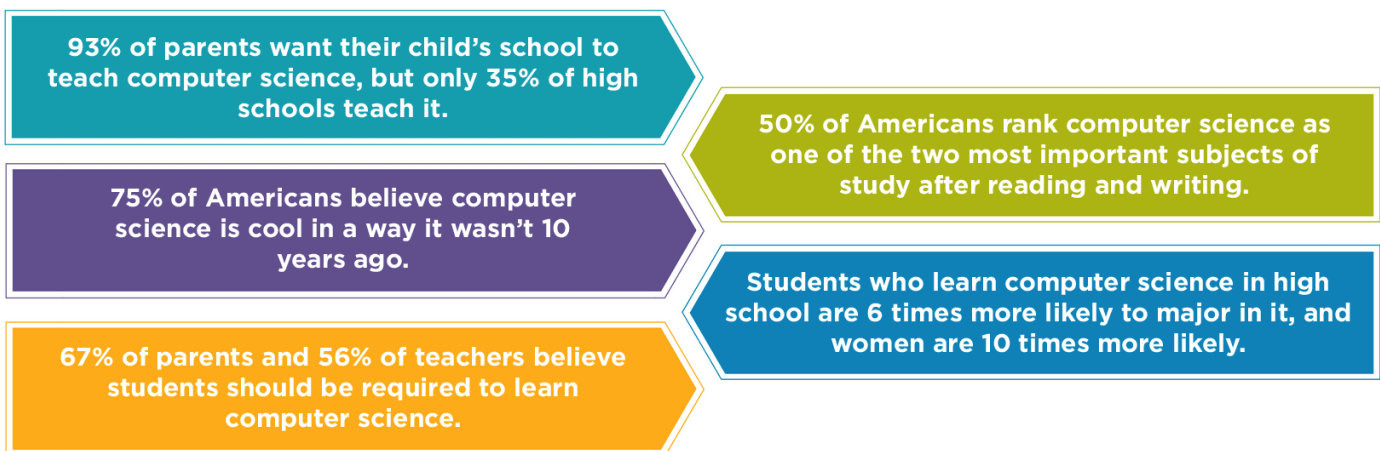 93% of parents want their child’s school to
teach computer science, but only 35% of high
schools teach it.
50% of Americans rank computer science as
one of the two most important subjects of
study after reading and writing.
75% of Americans believe computer
science is cool in a way it wasn’t 10
years ago.
Students who learn computer science in high
school are 6 times more likely to major in it, and
women are 10 times more likely.
67% of parents and 56% of teachers believe
students should be required to learn
computer science.